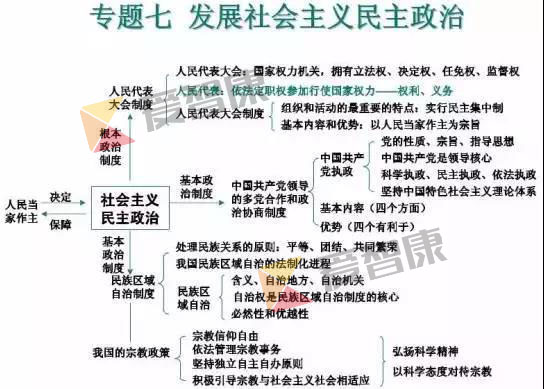 专题七 发展社会主义民主政治
人民代表大会:国家权力机关,拥有立法权、决定权、任免权、监督权
人民代表:依法定职权参加行使国家权力——权利、义务
人民代表
大会制度
人民代表大会制度
组织和活动的最重要的特点:实行民主集中制
基本内容和优势:以人民当家作主为宗旨
根本
政治
制度
党的性质、宗旨、指导思想
中国共产党是领导核心
科学执政、民主执政、依法执政
坚持中国特色社会主义理论体系
中国共产
党执政
基本政
治制度
中国共产党领导
的多党合作和政
治协商制度
基本内容(四个方面)
优势(四个有利于)
人民当
家作主
决定
保障
社会主义
民主政治
基本
政治
制度
处理民族关系的原则:平等、团结、共同繁荣
我国民族区域自治的法制化进程
民族区域
自治制度
民族区
域自治
含义、自治地方、自治机关
自治权是民族区域自治制度的核心
必然性和优越性
我国的宗教政策
宗教信仰自由
依法管理宗教事务
坚持独立自主自办原则
积极引导宗教与社会主义社会相适应
弘扬科学精神
以科学态度对待宗教
爱智康
爱智康